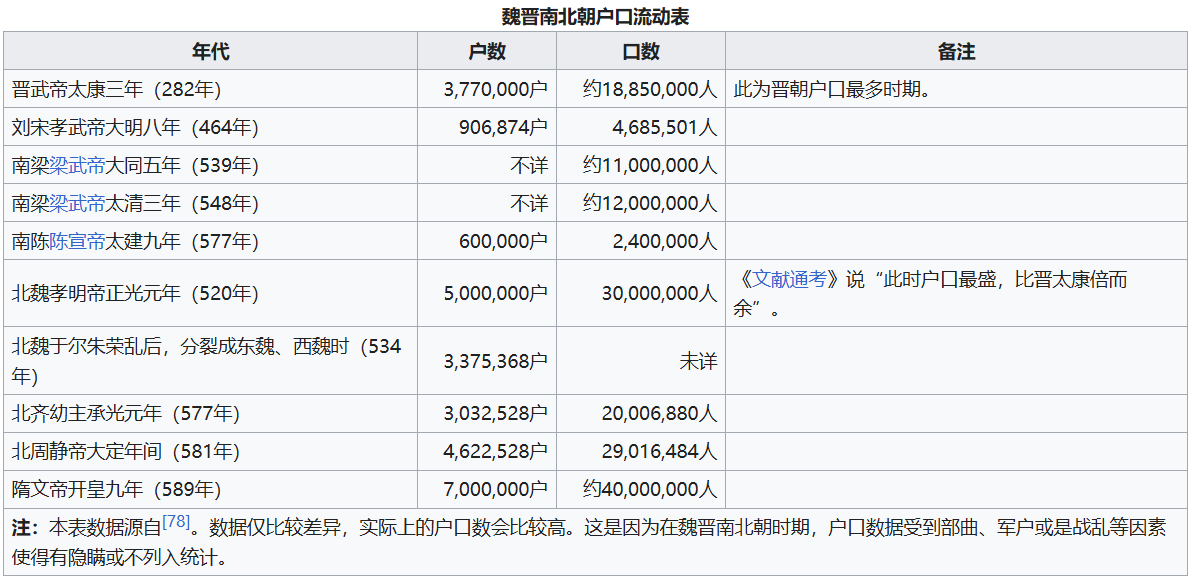 魏晋南北朝户口流动表
年代 户数 口数 备注
晋武帝太康三年（282年） 3,770,000户 约18,850,000人 此为晋朝户口最多时期。
刘宋孝武帝大明八年（464年) 906,874户 4,685,501人
南梁梁武帝大同五年（539年) 不详 约11,000,000人
南梁梁武帝太清三年（548年) 不详 约12,000,000人
南陈陈宣帝太建九年（577年) 600,000户 2,400,000人
北魏孝明帝正光元年（520年) 5,000,000户 30,000,000人 《文献通考》说“此时户口最盛，比晋太康倍而
余”。
北魏于尔朱荣乱后，分裂成东魏、西魏时（534
年） 3,375,368户 未详
北齐幼主承光元年（577年) 3,032,528户 20,006,880人
北周静帝大定年间（581年) 4,622,528户 29,016,484人
隋文帝开皇九年（589年） 7,000,000户 约40,000,000人
注：本表数据源自[78]。数据仅比较差异，实际上的户口数会比较高。这是因为在魏晋南北朝时期，户口数据受到部曲、军户或是战乱等因素
使得有隐瞒或不列入统计。